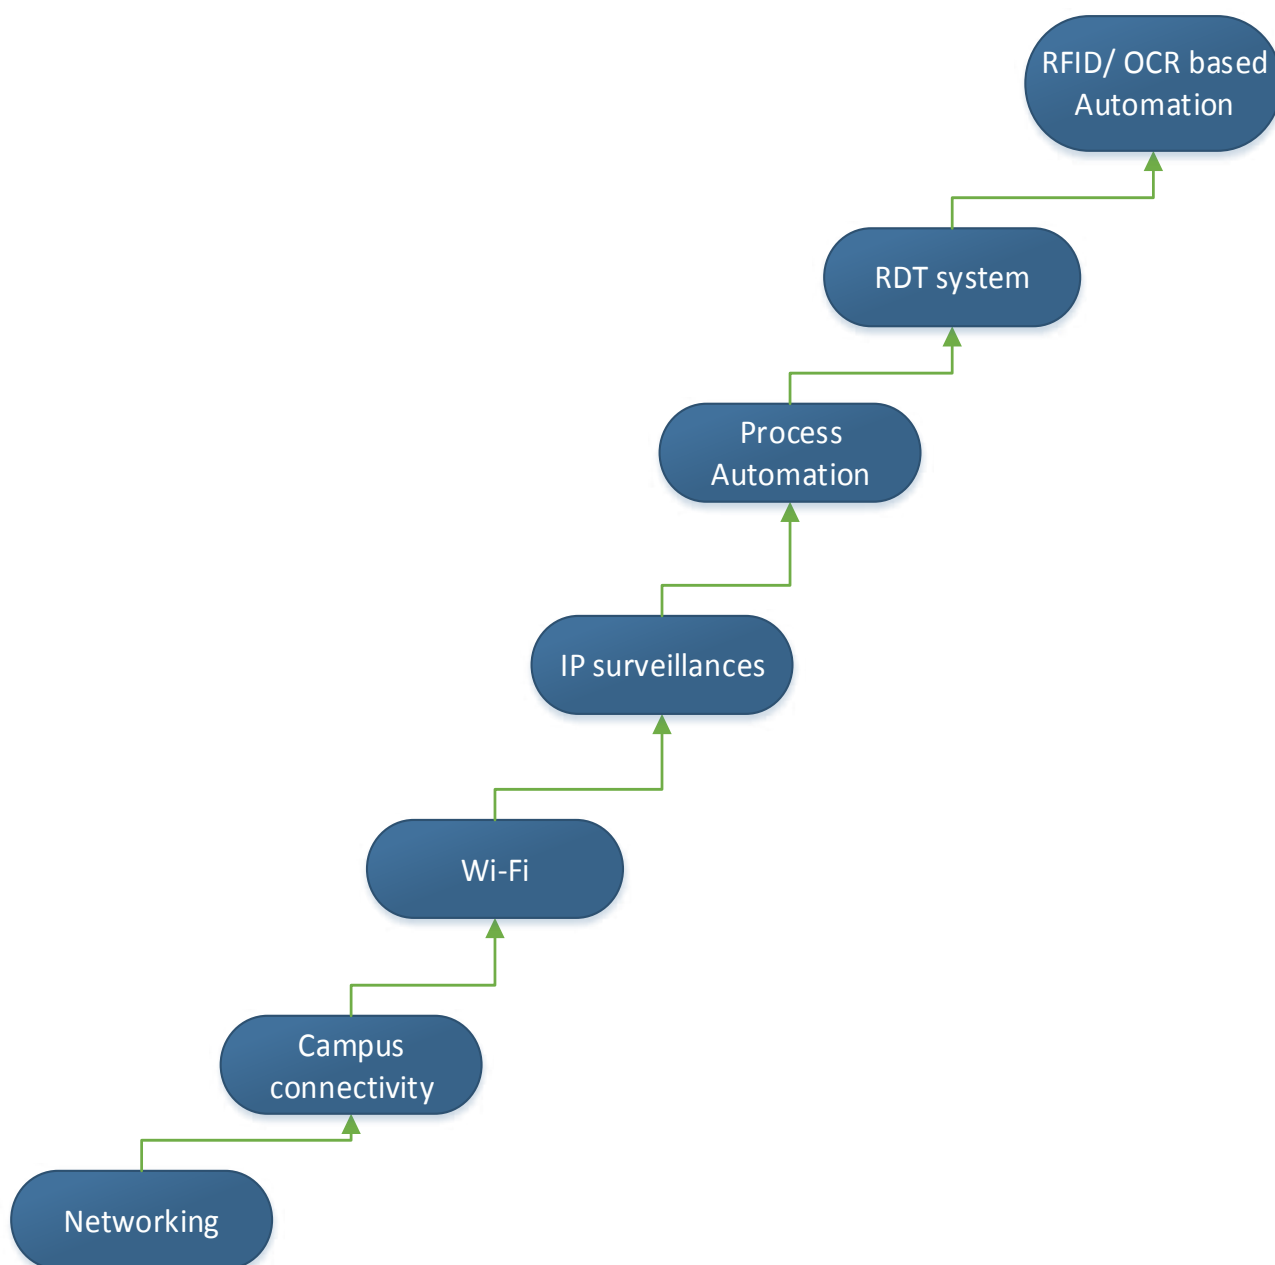 RFID/ OCR based
Automation
RDT system
Process
Automation
IP surveillances
Wi-Fi
Campus
connectivity
Networking